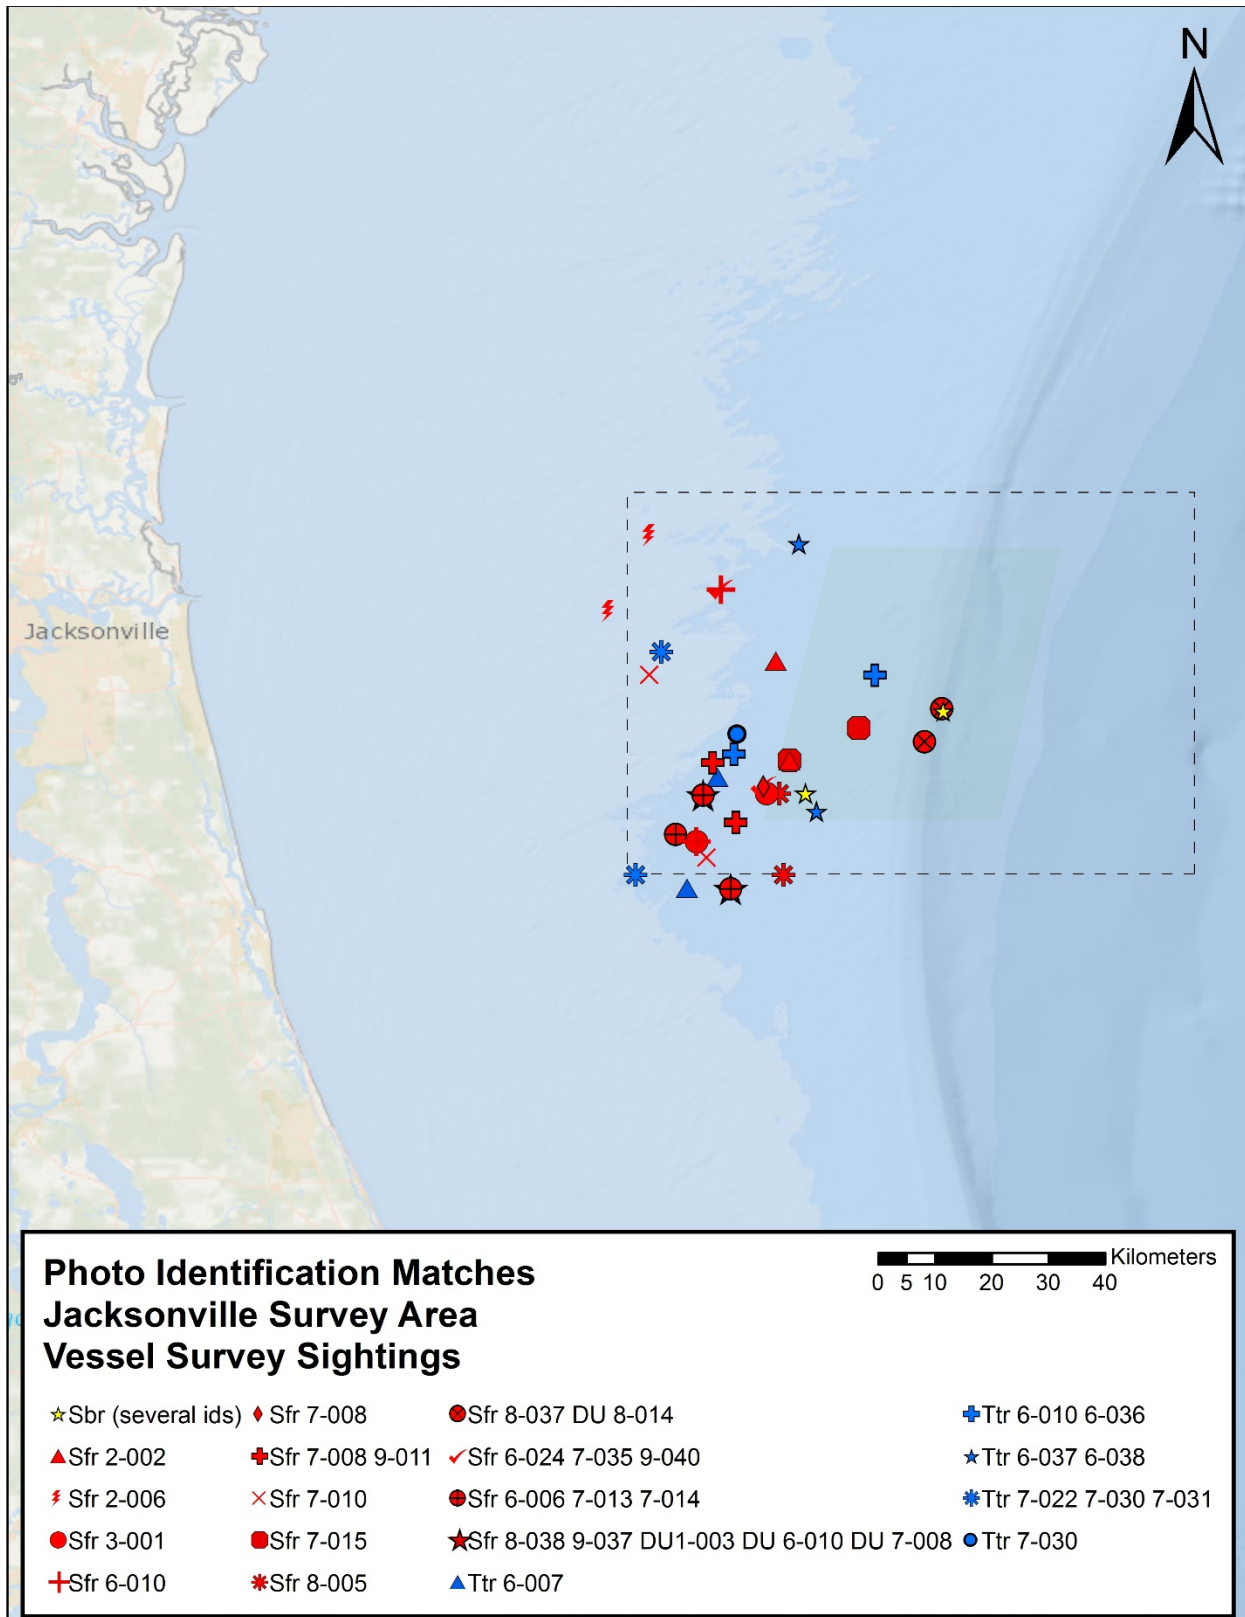 N
Jacksonville
Photo Identification Matches
Jacksonville Survey Area
Vessel Survey Sightings
Kilometers
0 5 10 20 30 40
Sbr (several ids)
Sfr 2-002
Sfr 2-006
Sfr 3-001
Sfr 6-010
Sfr 7-008
Sfr 7-008 9-011
Sfr 7-010
Sfr 7-015
Sfr 8-005
Sfr 8-037 DU 8-014
Sfr 6-024 7-035 9-040
Sfr 6-006 7-013 7-014
Sfr 8-038 9-037 DU1-003 DU 6-010 DU 7-008
Ttr 6-007
Ttr 6-010 6-036
Ttr 6-037 6-038
Ttr 7-022 7-030 7-031
Ttr 7-030